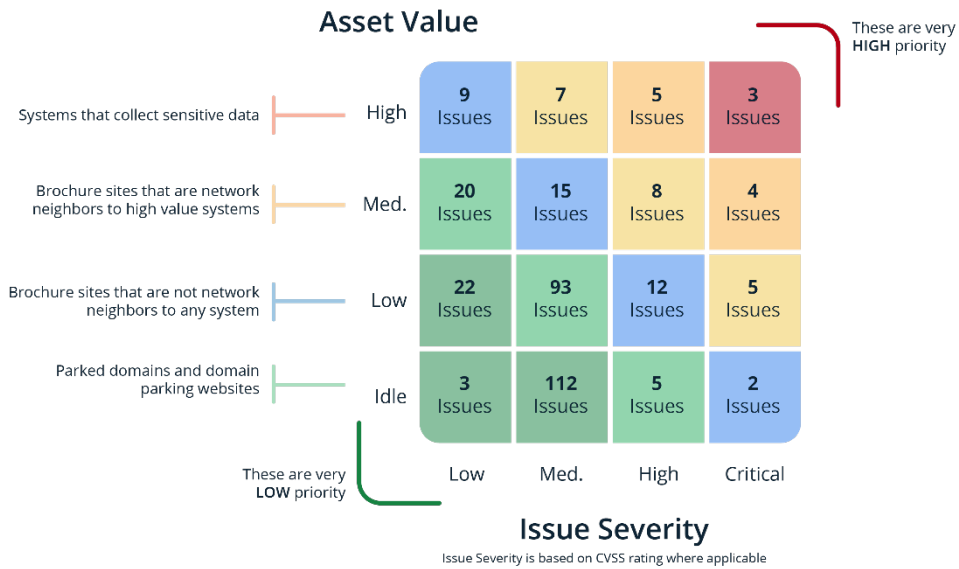 Asset Value
These are very
HIGH priority
Systems that collect sensitive data
High
9
Issues
7
Issues
5
Issues
3
Issues
Brochure sites that are network
neighbors to high value systems
Med.
20
Issues
15
Issues
8
Issues
4
Issues
Brochure sites that are not network
neighbors to any system
Low
22
Issues
93
Issues
12
Issues
5
Issues
Parked domains and domain
parking websites
Idle
3
Issues
112
Issues
5
Issues
2
Issues
These are very
LOW priority
Low
Med.
High
Critical
Issue Severity
Issue Severity is based on CVSS rating where applicable